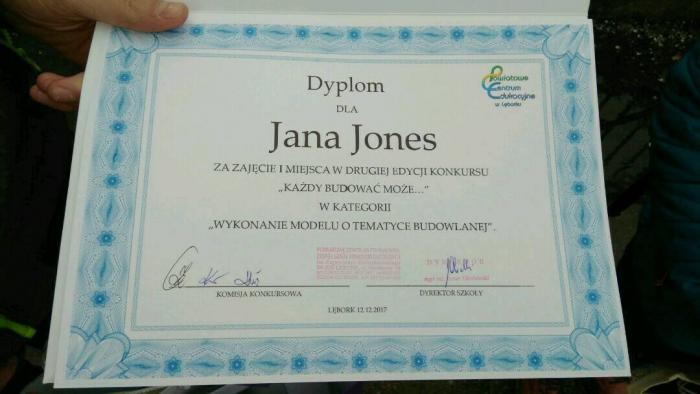 Dyplom
Powiatowe
Centrum
Edukacyjne
w Lęborku
DLA
Jana Jones
ZA ZAJĘCIE I MIEJSCA W DRUGIEJ EDYCJI KONKURSU
„KAŻDY BUDOWAĆ MOŻE...”
W KATEGORII
„WYKONANIE MODELU O TEMATYCE BUDOWLANEJ”.
DYREKTOR
KOMISJA KONKURSOWA
DYREKTOR SZKOŁY
LĘBORK 12.12.2017